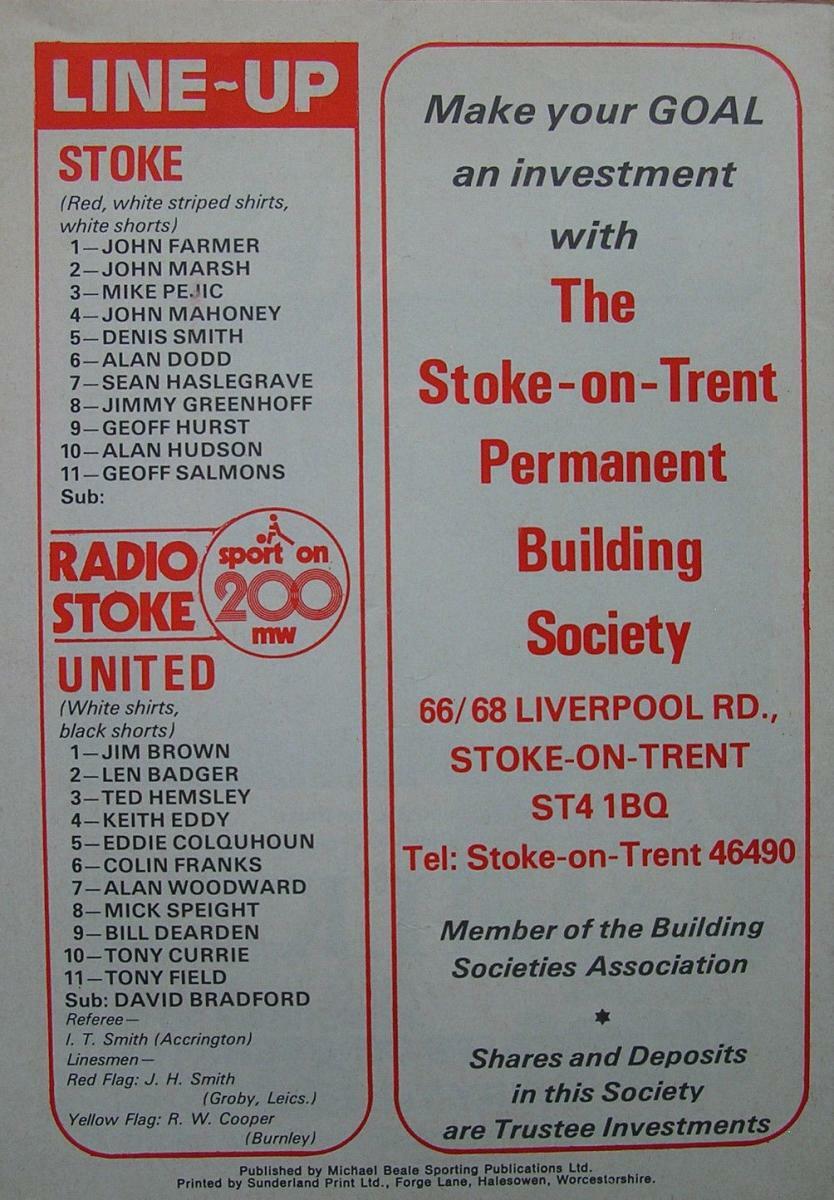 LINE~UP
STOKE
(Red, white striped shirts,
white shorts)
1—JOHN FARMER
2—JOHN MARSH
3—MIKE PEJIC
4—JOHN MAHONEY
5—DENIS SMITH
6—ALAN DODD
7—SEAN HASLEGRAVE
8—JIMMY GREENHOFF
9—GEOFF HURST
10—ALAN HUDSON
11—GEOFF SALMONS
Sub:
RADIO
STOKE
sport on
200
mw
UNITED
(White shirts,
black shorts)
1—JIM BROWN
2—LEN BADGER
3—TED HEMSLEY
4—KEITH EDDY
5—EDDIE COLQUHOUN
6—COLIN FRANKS
7—ALAN WOODWARD
8—MICK SPEIGHT
9—BILL DEARDEN
10—TONY CURRIE
11—TONY FIELD
Sub: DAVID BRADFORD
Referee—
I. T. Smith (Accrington)
Linesmen—
Red Flag: J. H. Smith
(Groby, Leics.)
Yellow Flag: R. W. Cooper
(Burnley)
Make your GOAL
an investment
with
The
Stoke-on-Trent
Permanent
Building
Society
66/68 LIVERPOOL RD.,
STOKE-ON-TRENT
ST4 1BQ
Tel: Stoke-on-Trent 46490
Member of the Building
Societies Association
Shares and Deposits
in this Society
are Trustee Investments
Published by Michael Beale Sporting Publications Ltd.
Printed by Sunderland Print Ltd., Forge Lane, Halesowen, Worcestorshire.